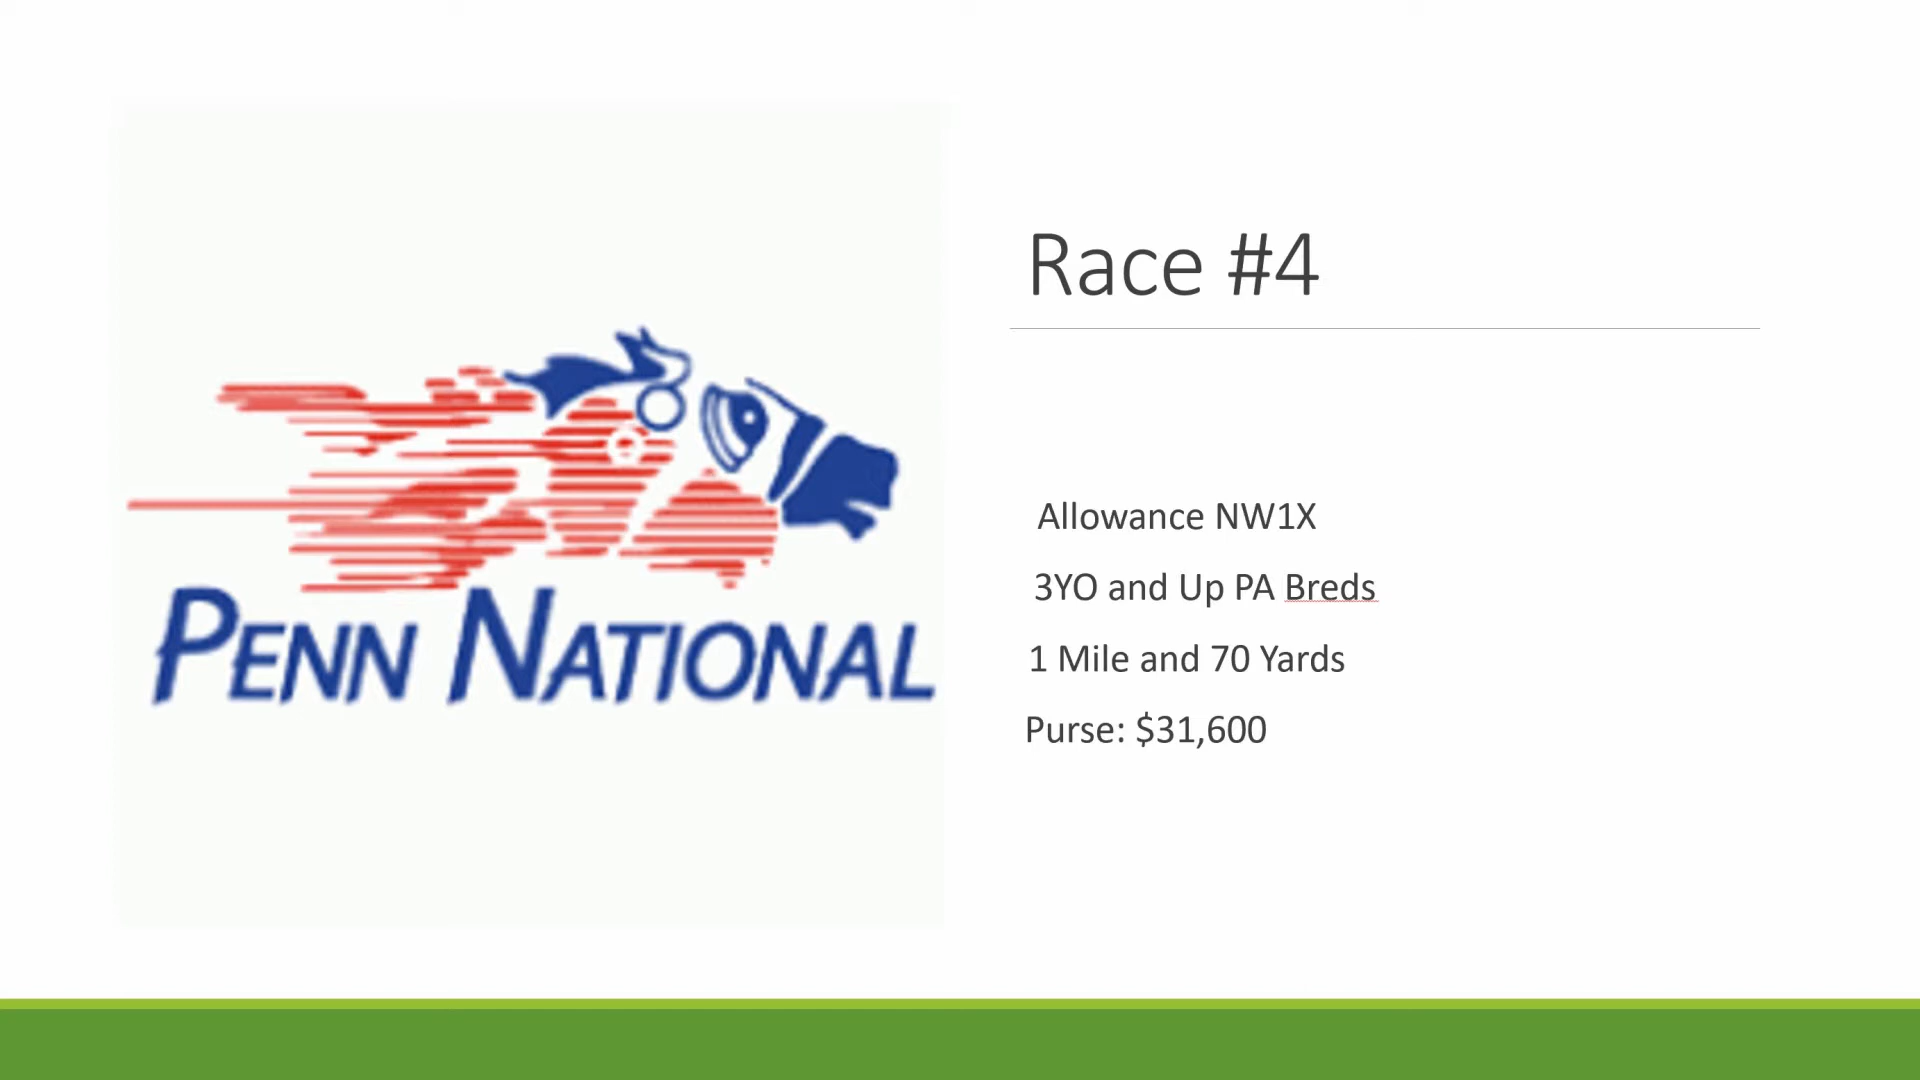 PENN NATIONAL
Race #4
Allowance NW1X
3YO and Up PA Breds
1 Mile and 70 Yards
Purse: $31,600